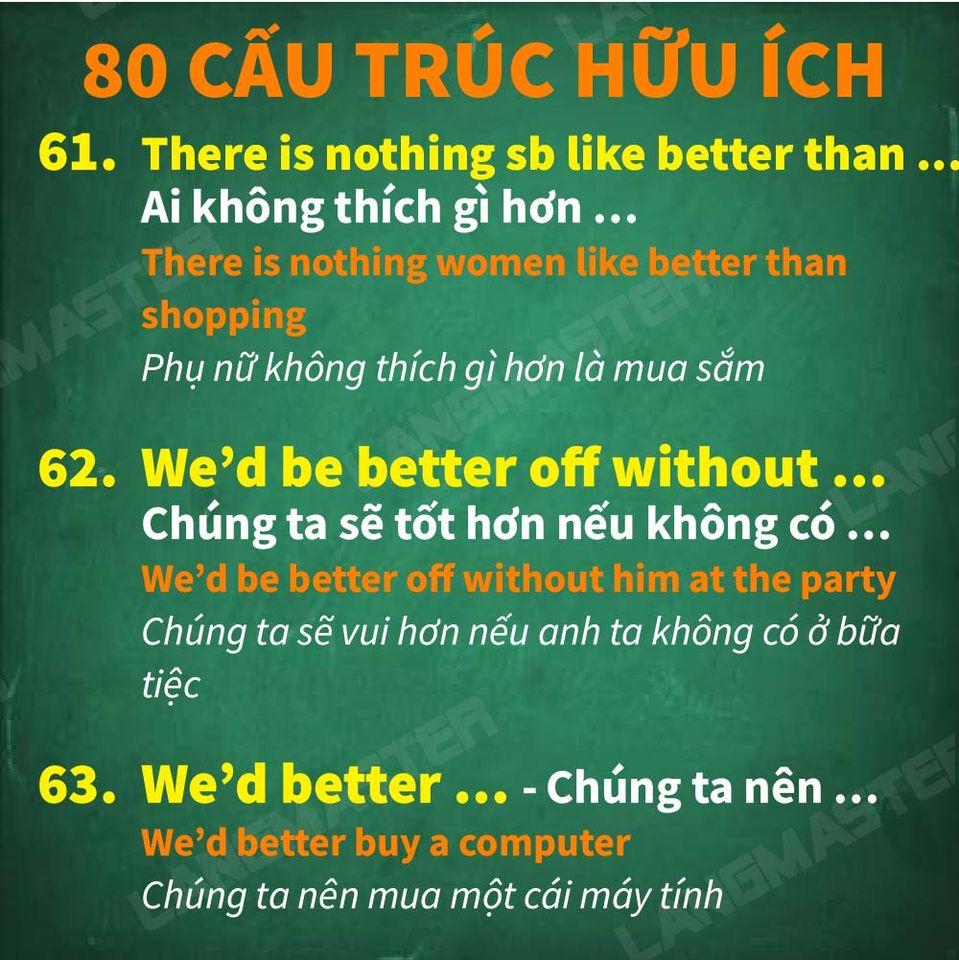 80 CẤU TRÚC HỮU ÍCH
61. There is nothing sb like better than ...
Ai không thích gì hơn ...
There is nothing women like better than
shopping
Phụ nữ không thích gì hơn là mua sắm
62. We’d be better off without ...
Chúng ta sẽ tốt hơn nếu không có ...
We’d be better off without him at the party
Chúng ta sẽ vui hơn nếu anh ta không có ở bữa
tiệc
63. We’d better ... - Chúng ta nên ...
We’d better buy a computer
Chúng ta nên mua một cái máy tính
LANGMASTER
LANGMASTER
LANGMASTER
LANGMASTER